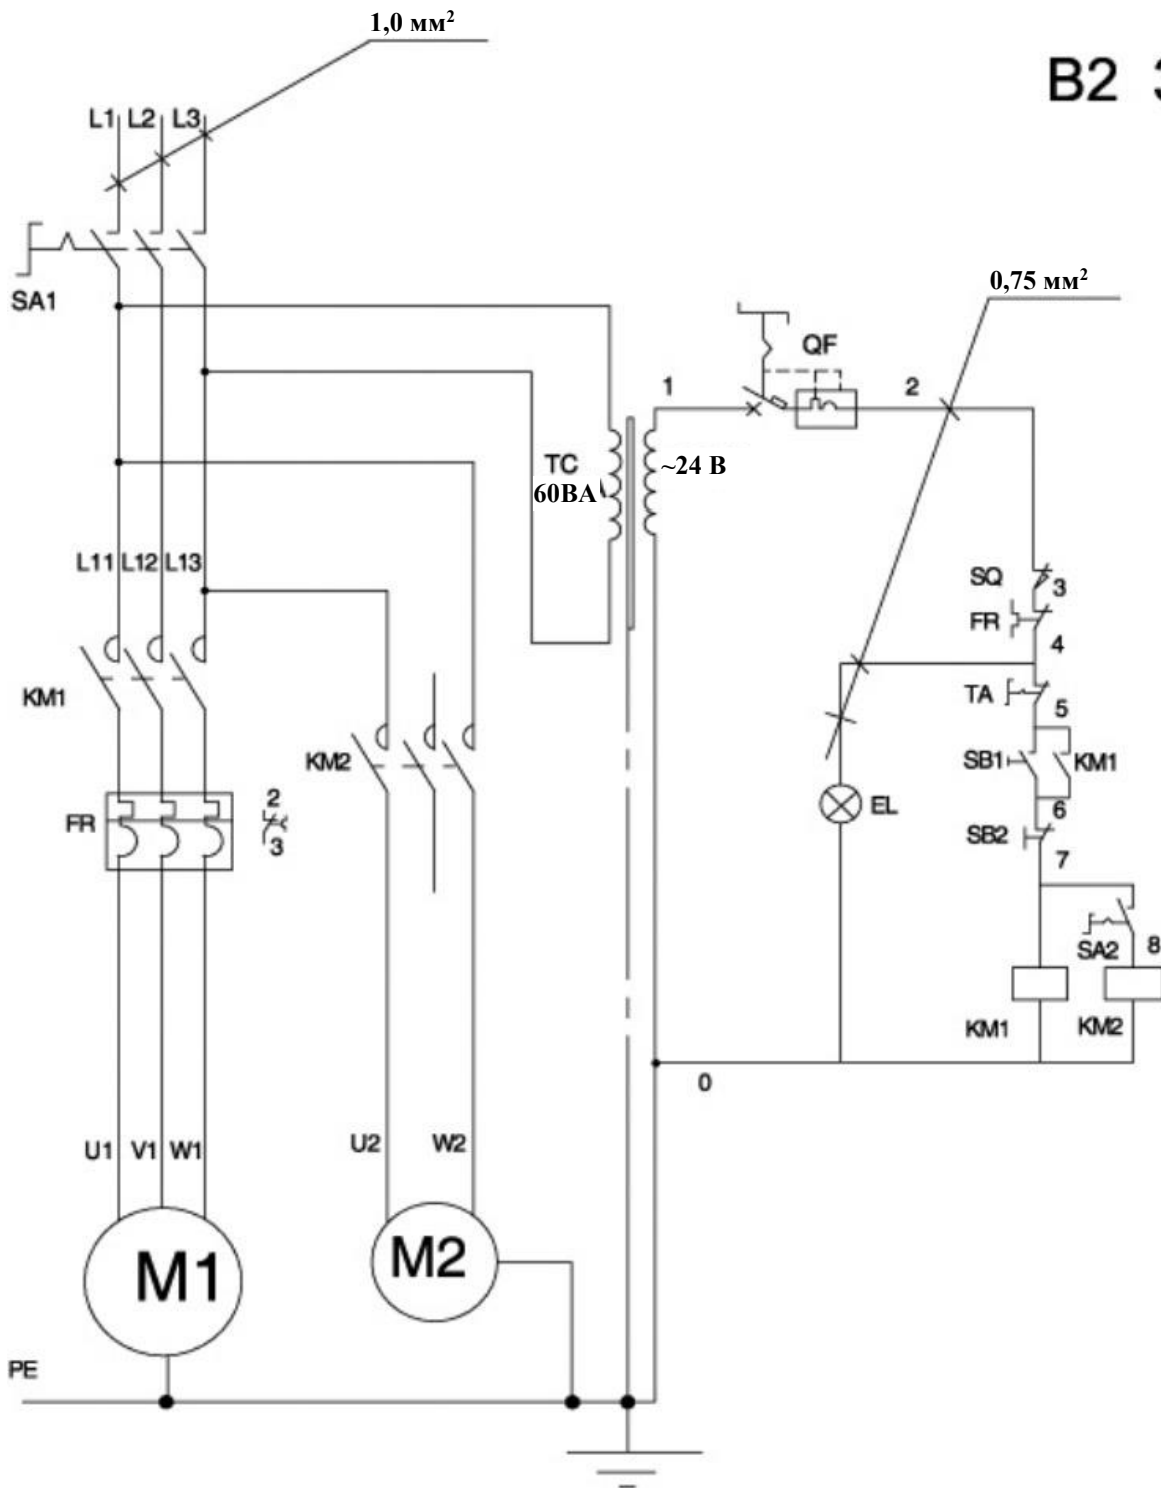 1,0 мм²
B2
L1 L2 L3
SA1
0,75 мм²
QF
1
2
TC
60ВА
~24 В
L11 L12 L13
SQ
3
FR
4
KM1
TA
5
KM2
SB1
KM1
FR
2
3
EL
6
SB2
7
SA2
8
KM1
KM2
0
U1 V1 W1
U2 W2
M1
M2
PE